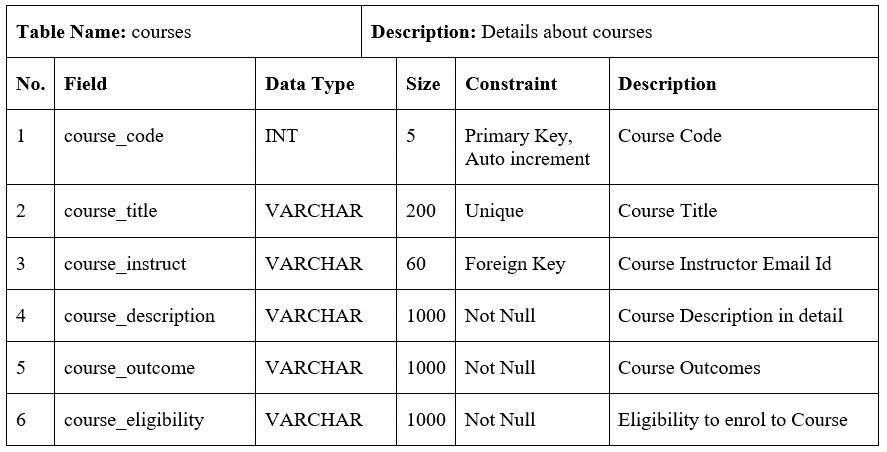 Table Name: courses Description: Details about courses
No. Field Data Type Size Constraint Description
1 course_code INT 5 Primary Key, Course Code
Auto increment
2 course_title VARCHAR 200 Unique Course Title
3 course_instruct VARCHAR 60 Foreign Key Course Instructor Email Id
4 course_description VARCHAR 1000 Not Null Course Description in detail
5 course_outcome VARCHAR 1000 Not Null Course Outcomes
6 course_eligibility VARCHAR 1000 Not Null Eligibility to enrol to Course